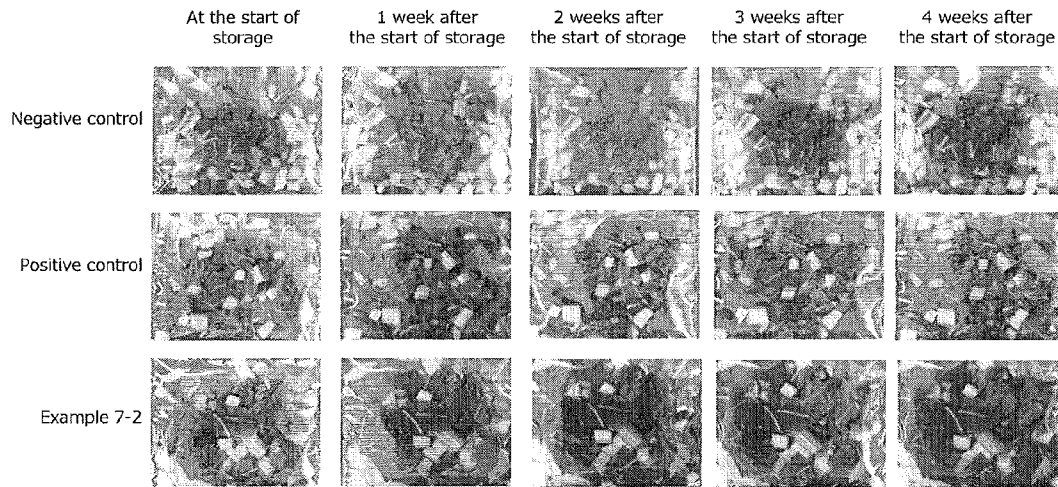 At the start of
storage
1 week after
the start of storage
2 weeks after
the start of storage
3 weeks after
the start of storage
4 weeks after
the start of storage
Negative control
Positive control
Example 7-2